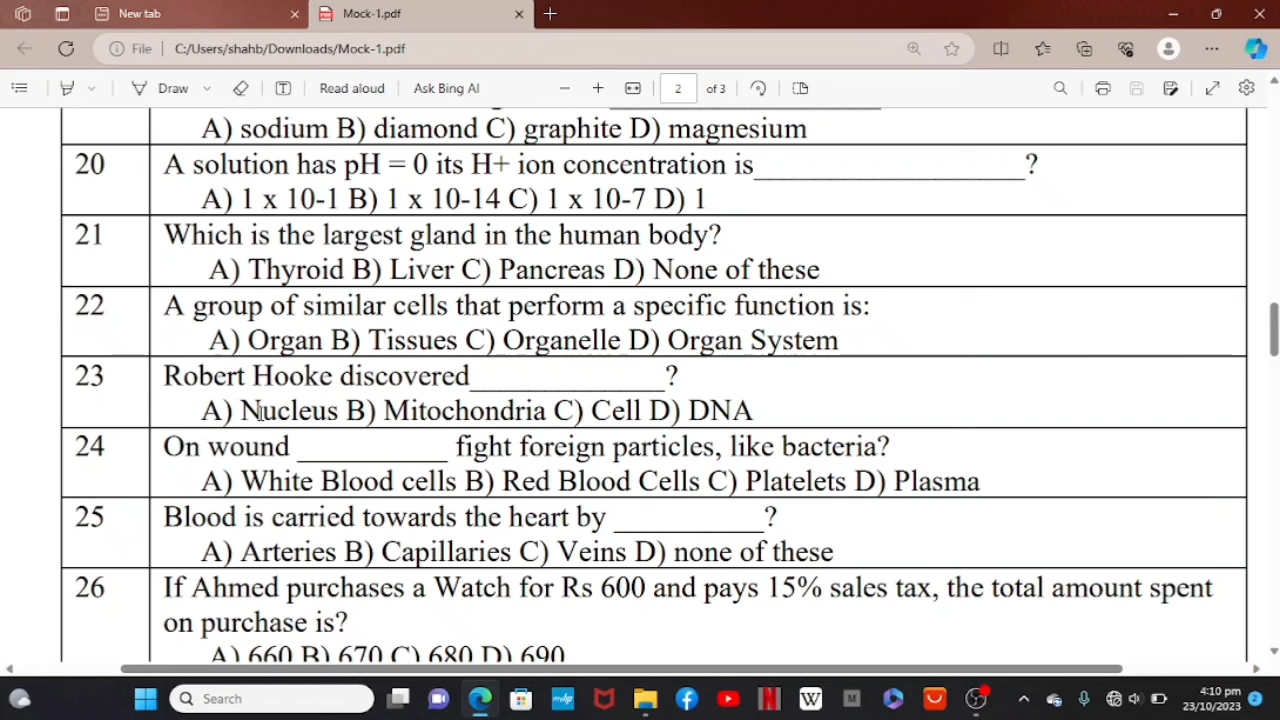 New tab
Mock-1.pdf
File
C:/Users/shahb/Downloads/Mock-1.pdf
Draw
Read aloud
Ask Bing AI
2
of 3
A) sodium B) diamond C) graphite D) magnesium
20
A solution has pH = 0 its H+ ion concentration is__________________?
A) 1 x 10-1 B) 1 x 10-14 C) 1 x 10-7 D) 1
21
Which is the largest gland in the human body?
A) Thyroid B) Liver C) Pancreas D) None of these
22
A group of similar cells that perform a specific function is:
A) Organ B) Tissues C) Organelle D) Organ System
23
Robert Hooke discovered_____________?
A) Nucleus B) Mitochondria C) Cell D) DNA
24
On wound __________ fight foreign particles, like bacteria?
A) White Blood cells B) Red Blood Cells C) Platelets D) Plasma
25
Blood is carried towards the heart by __________?
A) Arteries B) Capillaries C) Veins D) none of these
26
If Ahmed purchases a Watch for Rs 600 and pays 15% sales tax, the total amount spent
on purchase is?
A) 660 B) 670 C) 680 D) 690
Search
4:10 pm
23/10/2023